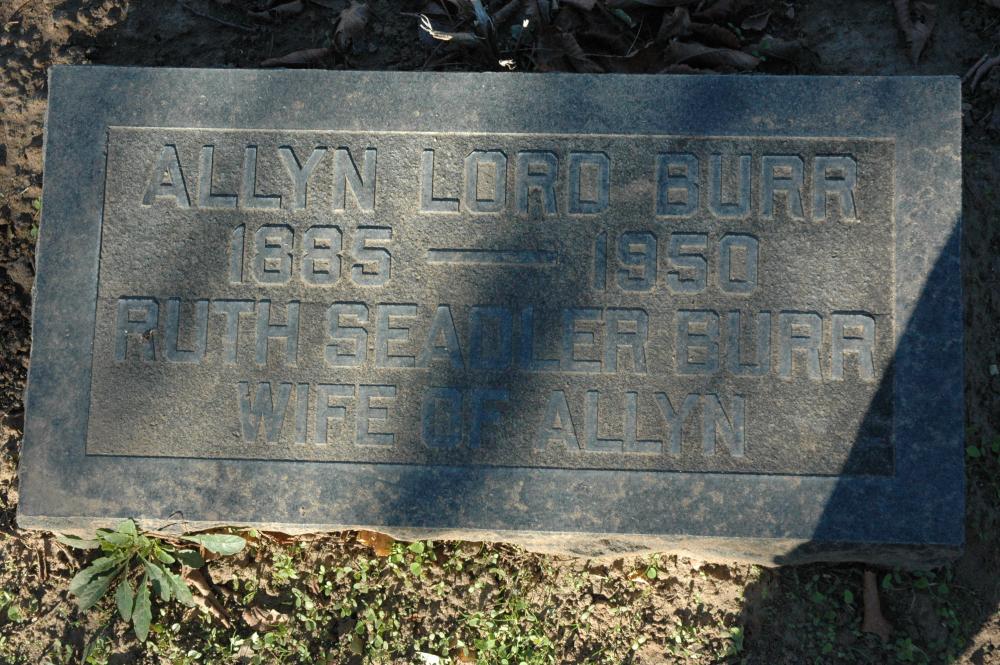 ALLYN LORD BURR
1885 — 1950
RUTH SEADLER BURR
WIFE OF ALLYN